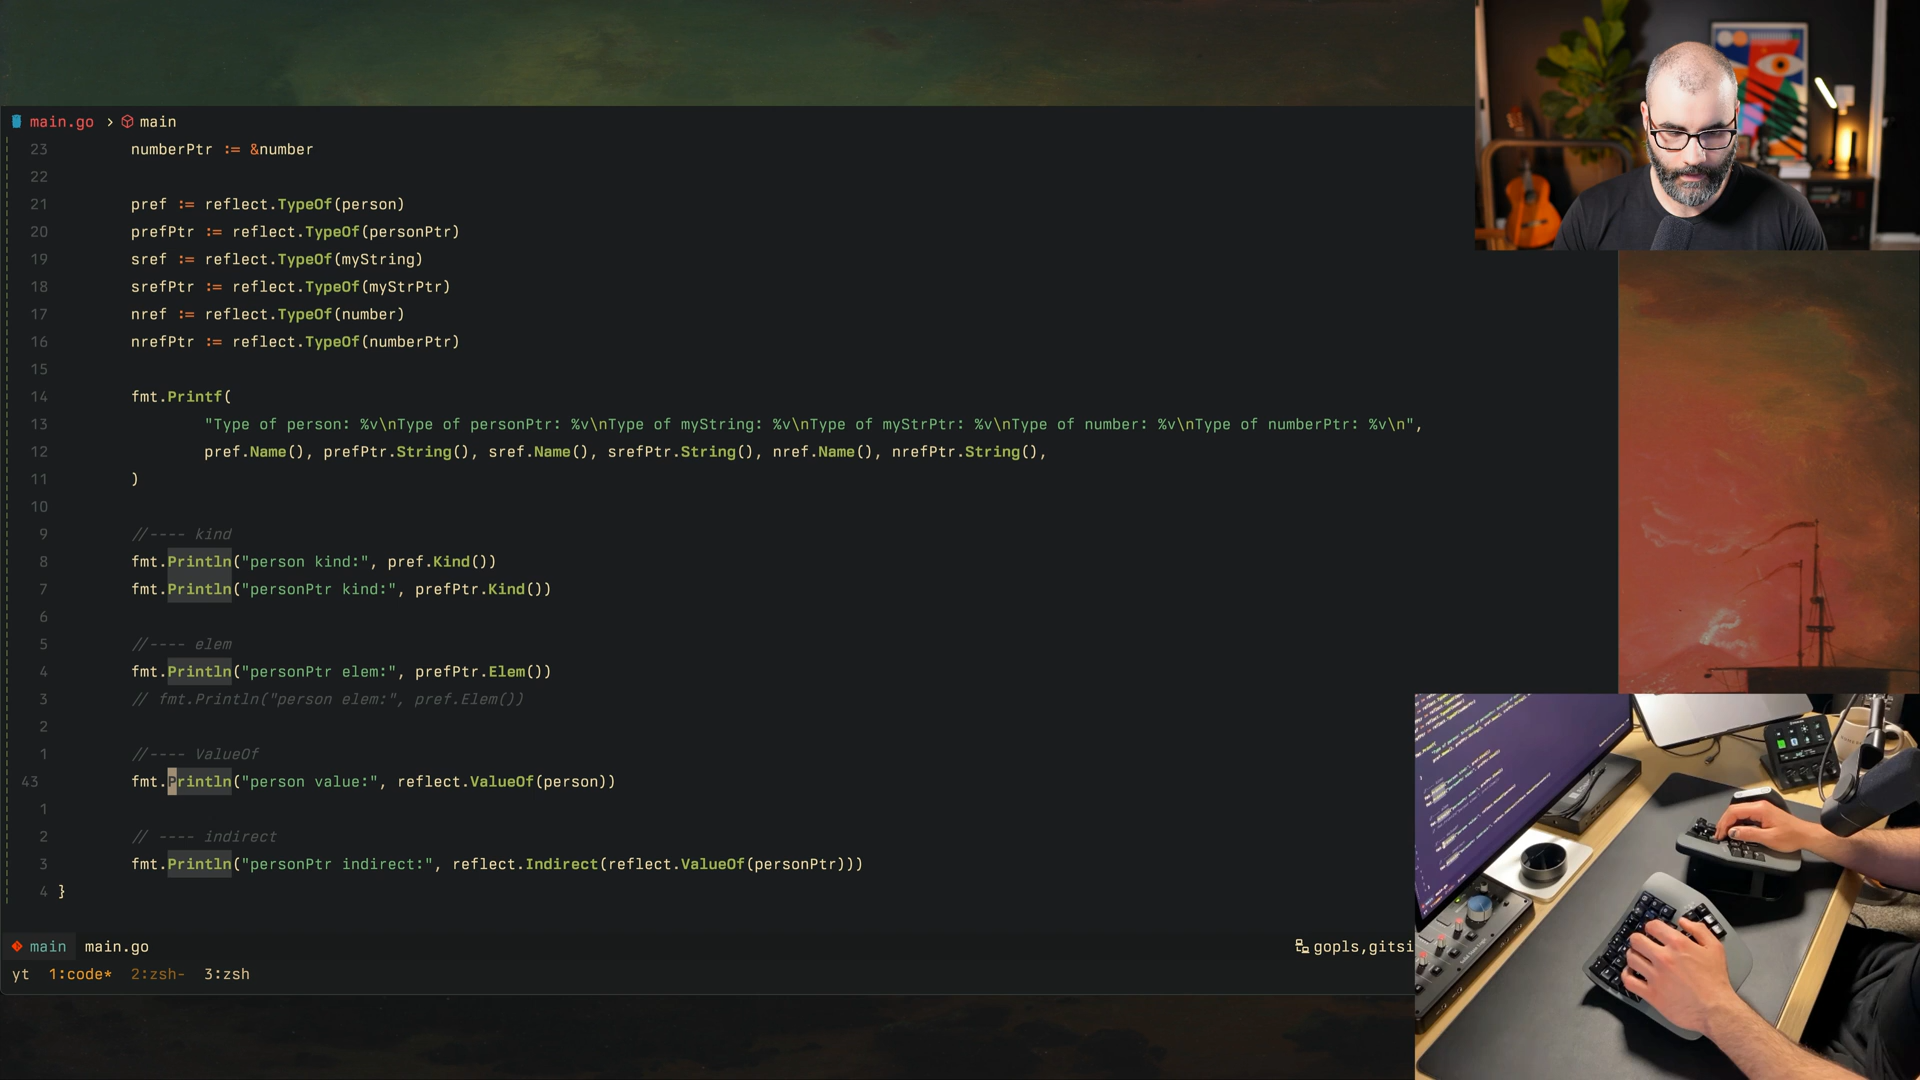 main.go > main
23 numberPtr := &number
22
21 pref := reflect.TypeOf(person)
20 prefPtr := reflect.TypeOf(personPtr)
19 sref := reflect.TypeOf(myString)
18 srefPtr := reflect.TypeOf(myStrPtr)
17 nref := reflect.TypeOf(number)
16 nrefPtr := reflect.TypeOf(numberPtr)
15
14 fmt.Printf(
13 "Type of person: %v\nType of personPtr: %v\nType of myString: %v\nType of myStrPtr: %v\nType of number: %v\nType of numberPtr: %v\n",
12 pref.Name(), prefPtr.String(), sref.Name(), srefPtr.String(), nref.Name(), nrefPtr.String(),
11 )
10
9 //---- kind
8 fmt.Println("person kind:", pref.Kind())
7 fmt.Println("personPtr kind:", prefPtr.Kind())
6
5 //---- elem
4 fmt.Println("personPtr elem:", prefPtr.Elem())
3 // fmt.Println("person elem:", pref.Elem())
2
1 //---- ValueOf
43 fmt.Println("person value:", reflect.ValueOf(person))
1
2 // ---- indirect
3 fmt.Println("personPtr indirect:", reflect.Indirect(reflect.ValueOf(personPtr)))
4 }
main main.go gopls,gitsi
yt 1:code* 2:zsh- 3:zsh